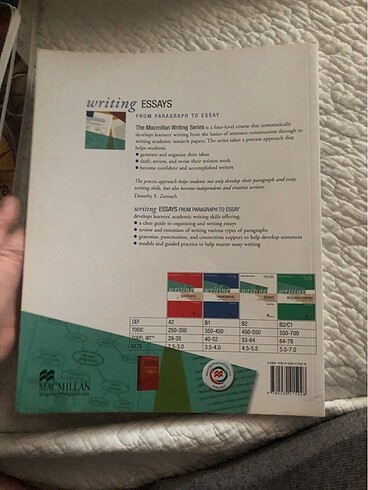 writing ESSAYS
FROM PARAGRAPH TO ESSAY
The Macmillan Writing Series is a four-level course that systematically
develops learners' writing from the basics of sentence construction through to
writing academic research papers. The series takes a process approach that
helps students:
• generate and organize their ideas
• draft, review, and revise their written work
• become confident and accomplished writers
The process approach helps students not only develop their paragraph and essay
writing skills, but also become independent and creative writers.
Dorothy E. Zemach
writing ESSAYS FROM PARAGRAPH TO ESSAY
develops learners' academic writing skills offering:
• a clear guide to organizing and writing essays
• review and extension of writing various types of paragraphs
• grammar, punctuation, and connectives support to help develop sentences
• models and guided practice to help master essay writing
writing writing writing writing
CEF A2 B1 B2 B2/C1
TOEIC 250-350 350-450 450-550 550-700
TOEFL iBT™ 29-35 40-52 53-64 64-78
IELTS 2.5-3.0 3.5-4.0 4.5-5.5 5.5-7.0
MACMILLAN